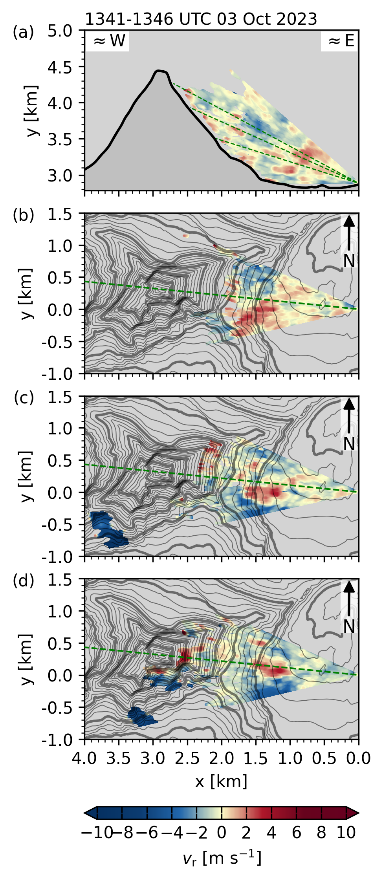 1341-1346 UTC 03 Oct 2023
(a)
≈ W
≈ E
5.0
4.5
4.0
3.5
3.0
y [km]
(b)
1.5
1.0
0.5
0.0
-0.5
-1.0
y [km]
N
(c)
1.5
1.0
0.5
0.0
-0.5
-1.0
y [km]
N
(d)
1.5
1.0
0.5
0.0
-0.5
-1.0
y [km]
N
4.0 3.5 3.0 2.5 2.0 1.5 1.0 0.5 0.0
x [km]
−10 −8 −6 −4 −2 0 2 4 6 8 10
vr [m s⁻¹]